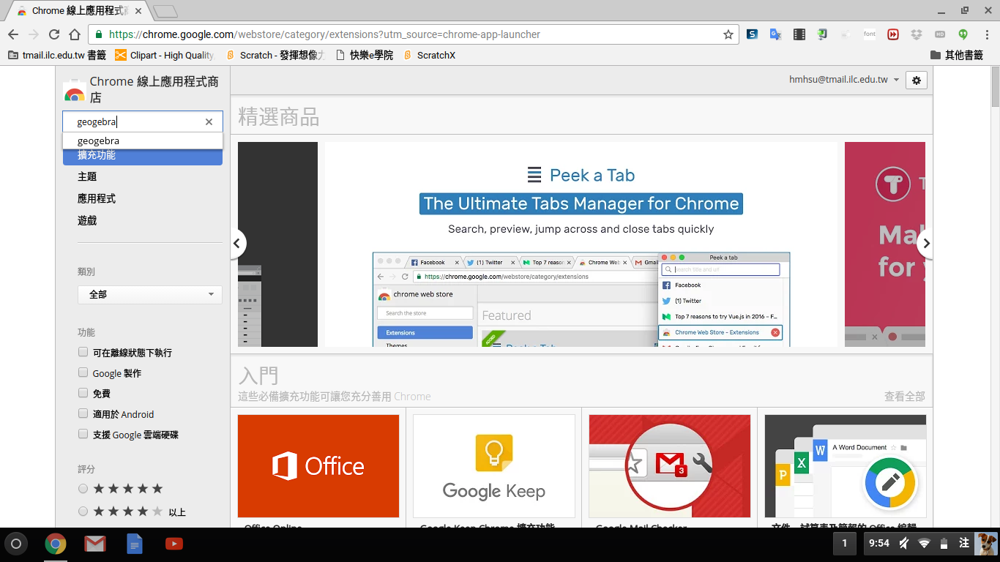 Chrome 線上應用程式商
https://chrome.google.com/webstore/category/extensions?utm_source=chrome-app-launcher
font
HD
tmail.ilc.edu.tw 書籤
Clipart - High Quality
Scratch - 發揮想像力
快樂e學院
ScratchX
其他書籤
Chrome 線上應用程式商
店
geogebra
geogebra
擴充功能
主題
應用程式
遊戲
類別
全部
功能
可在離線狀態下執行
Google 製作
免費
適用於 Android
支援 Google 雲端硬碟
評分
以上
hmhsu@tmail.ilc.edu.tw
精選商品
Peek a Tab
The Ultimate Tabs Manager for Chrome
Search, preview, jump across and close tabs quickly
Facebook
(1) Twitter
Top 7 reason
Chrome Web
Gmai
https://chrome.google.com/webstore/category/extensions
chrome web store
Search the store
Extensions
Themes
Featured
ADDED
Peek a Tab
Peek a tab
Search title and url
Facebook
(1) Twitter
Top 7 reasons to try Vue.js in 2016 – F...
Chrome Web Store - Extensions
T
Mal
for y
入門
這些必備擴充功能可讓您充分善用 Chrome
查看全部
Office
Google Keep
3
A Word Document
W
X
P
Office Online
Google Keep Chrome 擴充功能
Google Mail Checker
文件、試算表及簡報的 Office 編輯
1
9:54
注